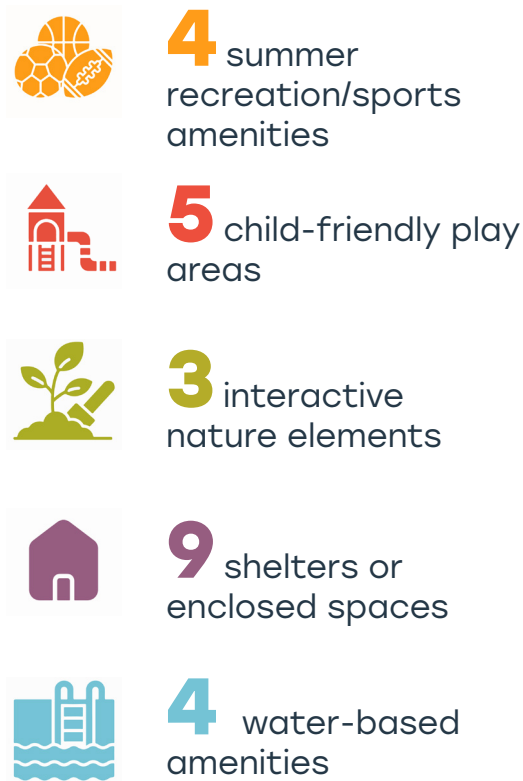 4 summer
recreation/sports
amenities
5 child-friendly play
areas
3 interactive
nature elements
9 shelters or
enclosed spaces
4 water-based
amenities